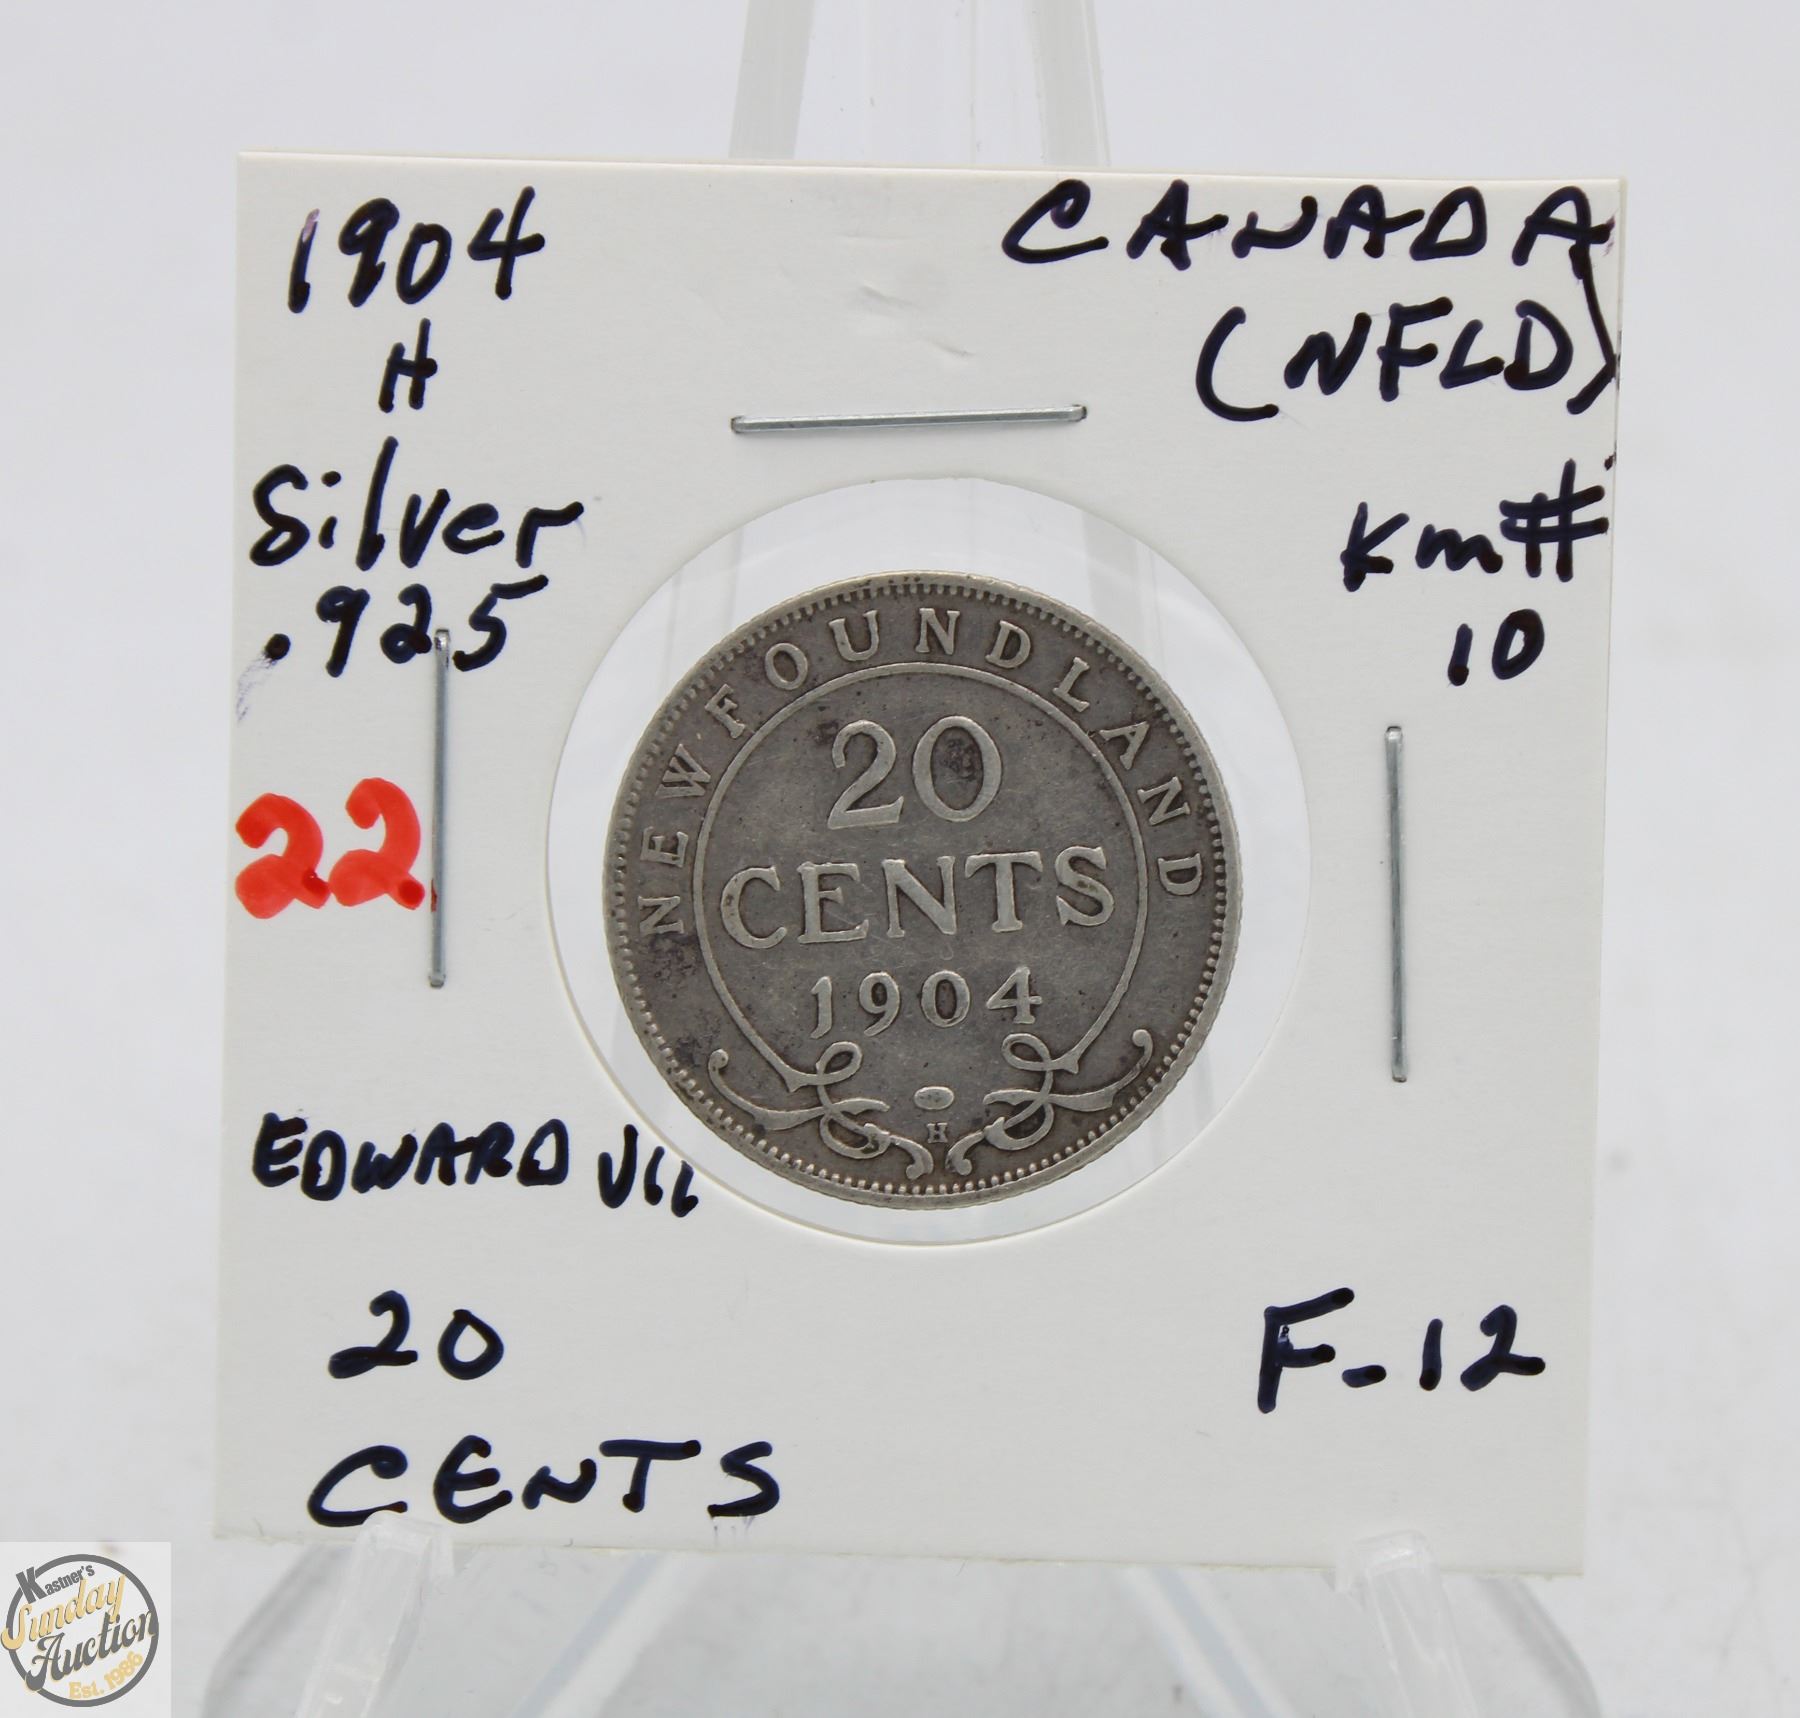 1904
H
Silver
.925
22
EDWARD VII
20
CENTS
CANADA
(NFLD)
Km#
10
F-12
NEWFOUNDLAND
20
CENTS
1904
H
Kastner's
Sunday
Auction
Est. 1986